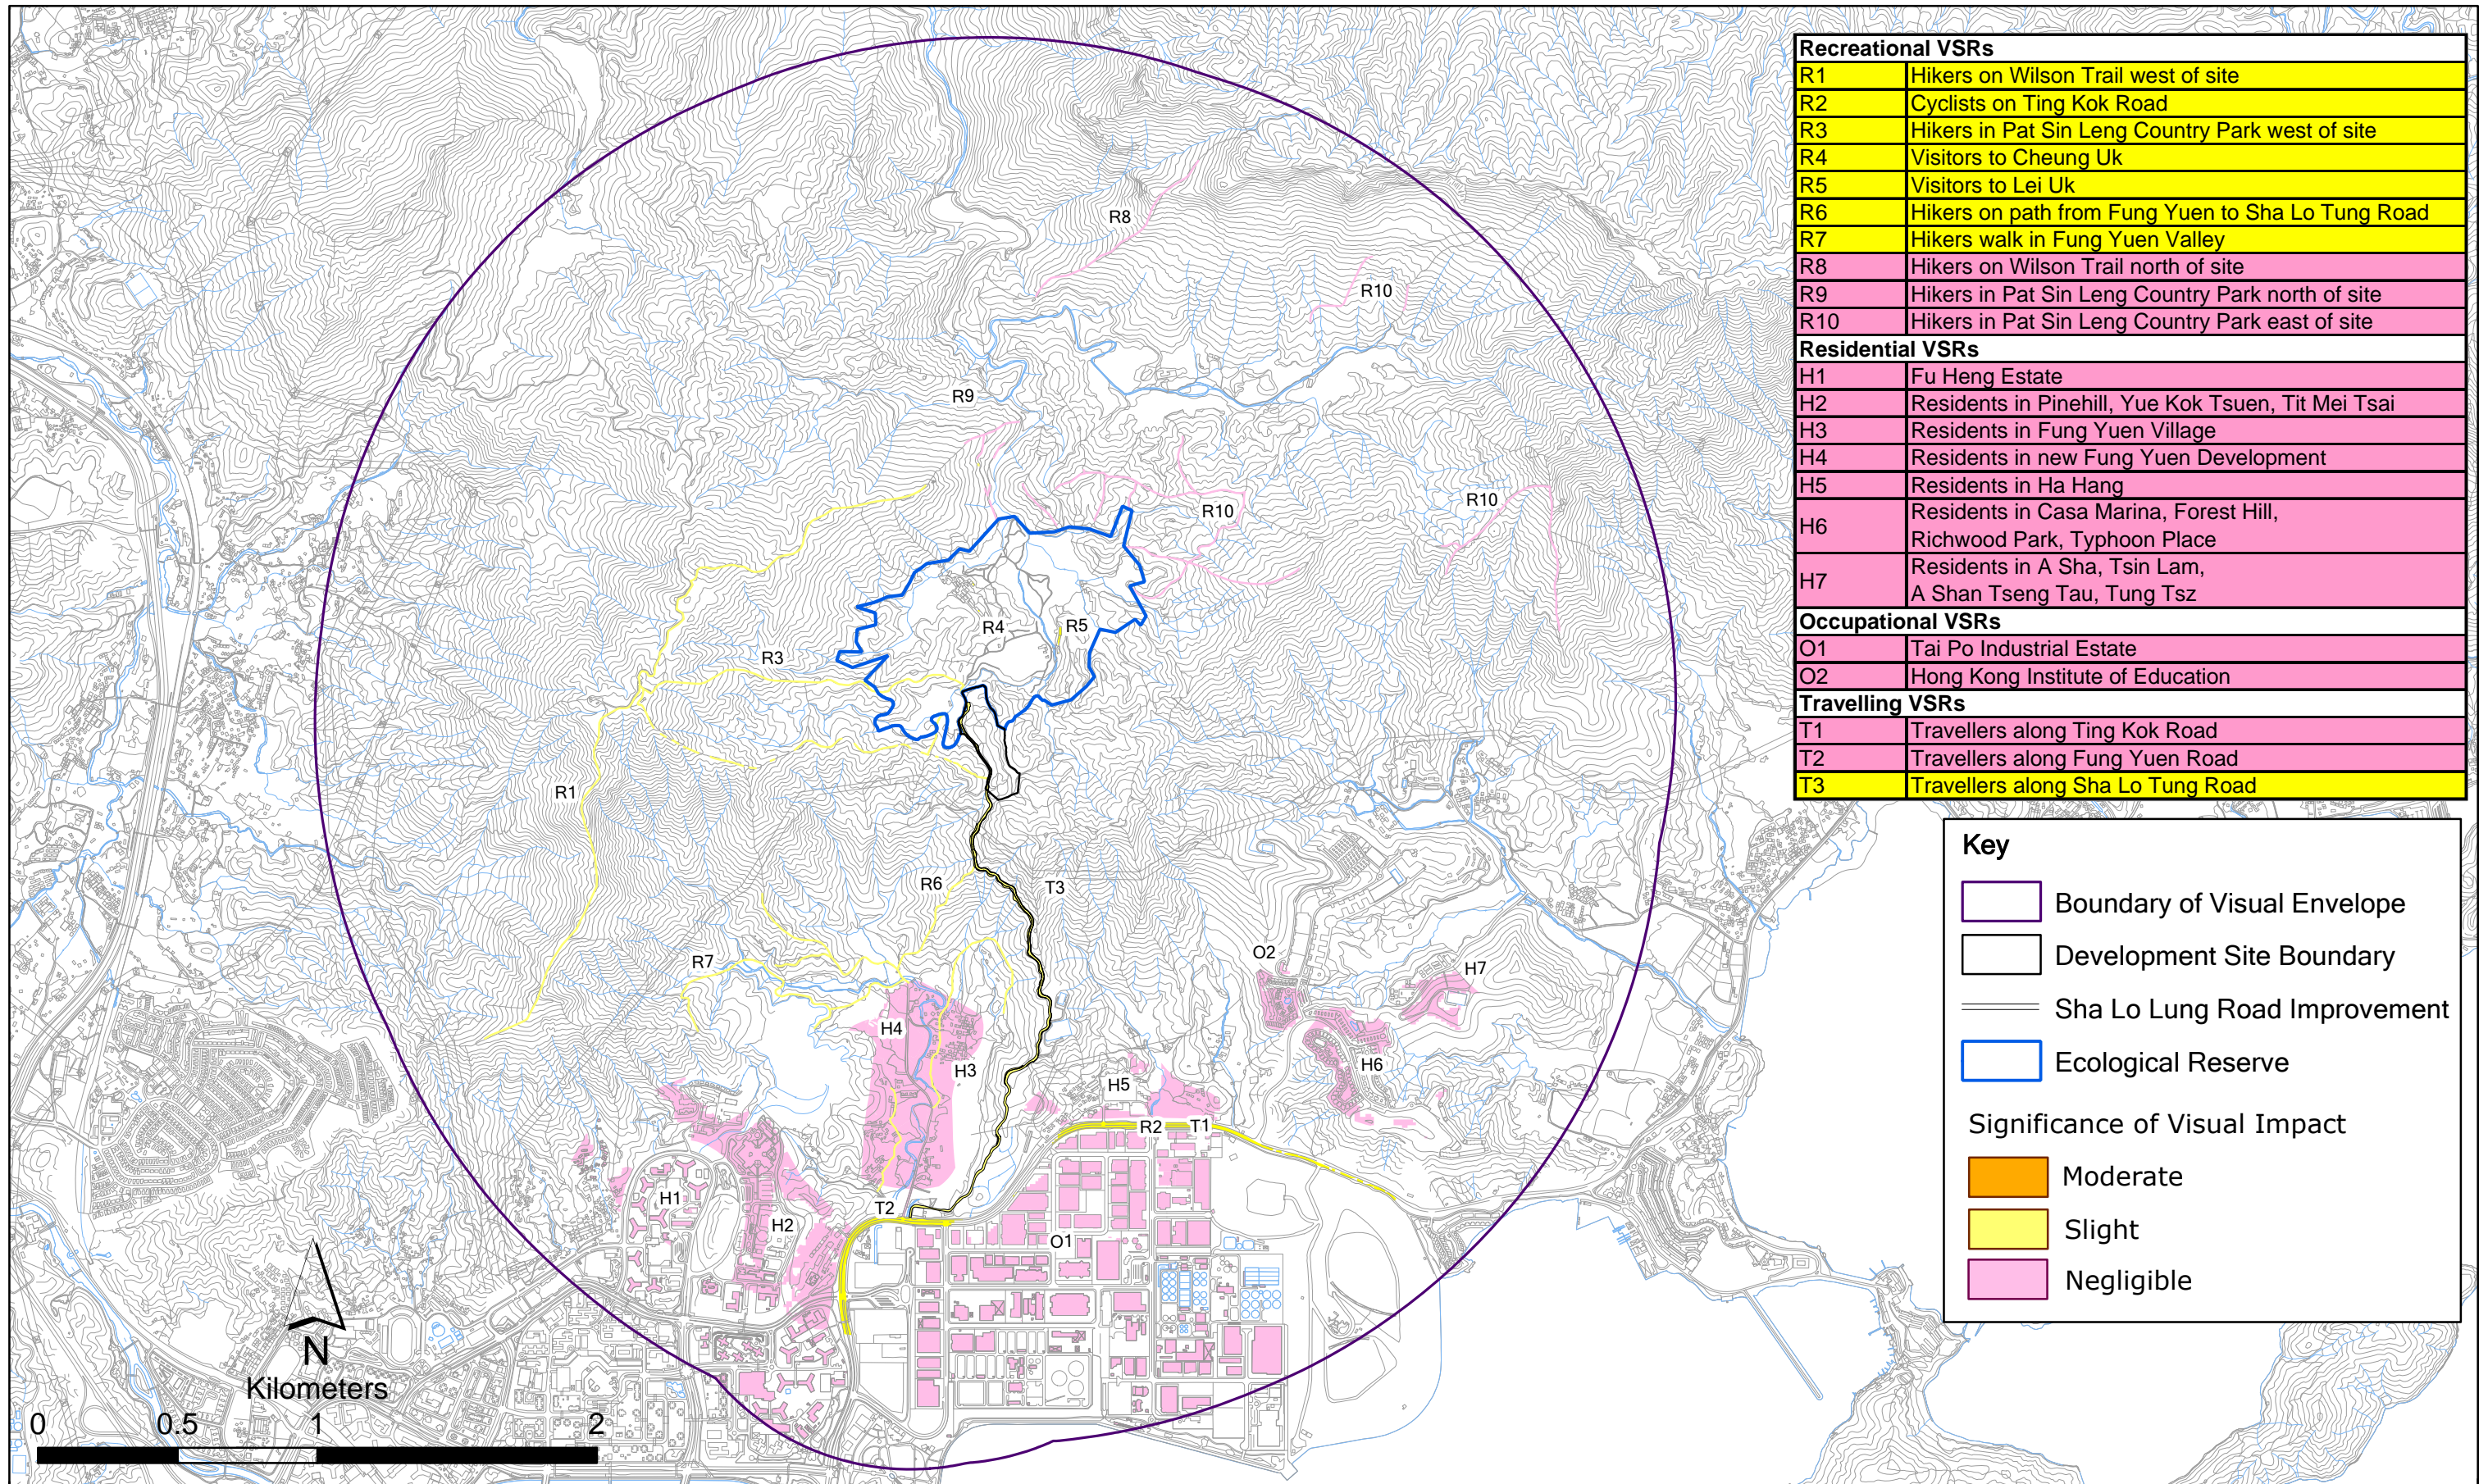 Recreational VSRs
R1 Hikers on Wilson Trail west of site
R2 Cyclists on Ting Kok Road
R3 Hikers in Pat Sin Leng Country Park west of site
R4 Visitors to Cheung Uk
R5 Visitors to Lei Uk
R6 Hikers on path from Fung Yuen to Sha Lo Tung Road
R7 Hikers walk in Fung Yuen Valley
R8 Hikers on Wilson Trail north of site
R9 Hikers in Pat Sin Leng Country Park north of site
R10 Hikers in Pat Sin Leng Country Park east of site
Residential VSRs
H1 Fu Heng Estate
H2 Residents in Pinehill, Yue Kok Tsuen, Tit Mei Tsai
H3 Residents in Fung Yuen Village
H4 Residents in new Fung Yuen Development
H5 Residents in Ha Hang
H6 Residents in Casa Marina, Forest Hill,
Richwood Park, Typhoon Place
H7 Residents in A Sha, Tsin Lam,
A Shan Tseng Tau, Tung Tsz
Occupational VSRs
O1 Tai Po Industrial Estate
O2 Hong Kong Institute of Education
Travelling VSRs
T1 Travellers along Ting Kok Road
T2 Travellers along Fung Yuen Road
T3 Travellers along Sha Lo Tung Road
Key
Boundary of Visual Envelope
Development Site Boundary
Sha Lo Lung Road Improvement
Ecological Reserve
Significance of Visual Impact
Moderate
Slight
Negligible
R8
R10
R9
R10
R10
R4
R5
R3
R1
R6
T3
R7
O2
H7
H4
H3
H5
H6
R2
T1
H1
T2
H2
O1
N
Kilometers
0 0.5 1 2